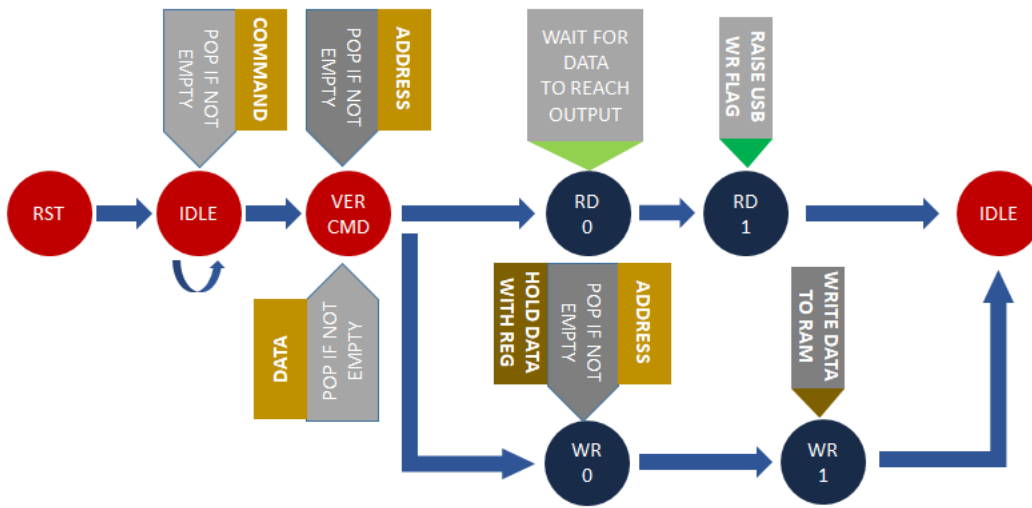 POP IF NOT
EMPTY
COMMAND
POP IF NOT
EMPTY
ADDRESS
WAIT FOR
DATA
TO REACH
OUTPUT
RAISE USB
WR FLAG
RST
IDLE
VER
CMD
RD
0
RD
1
IDLE
DATA
POP IF NOT
EMPTY
HOLD DATA
WITH REG
POP IF NOT
EMPTY
ADDRESS
WRITE DATA
TO RAM
WR
0
WR
1